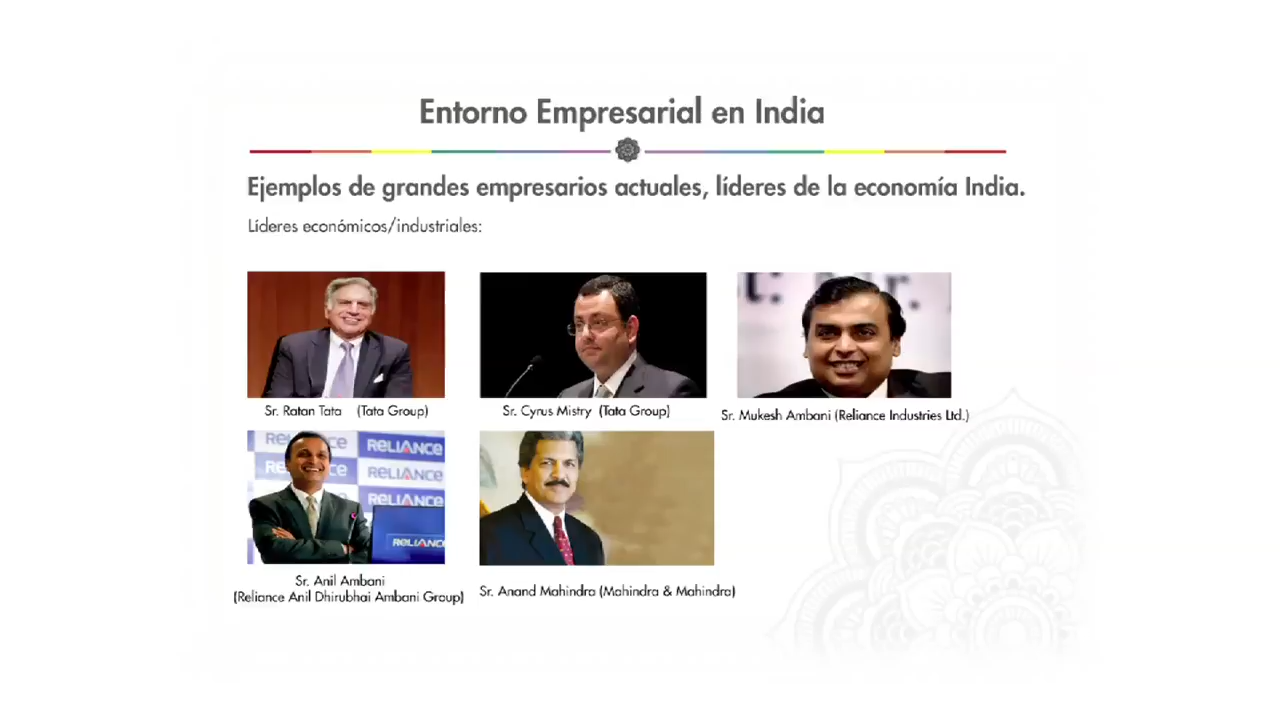 Entorno Empresarial en India
Ejemplos de grandes empresarios actuales, líderes de la economía India.
Líderes económicos/industriales:
Sr. Ratan Tata (Tata Group)
Sr. Cyrus Mistry (Tata Group)
Sr. Mukesh Ambani (Reliance Industries Ltd.)
RELIANCE
RELIANCE
RELIANCE
RELIANCE
Sr. Anil Ambani
(Reliance Anil Dhirubhai Ambani Group)
Sr. Anand Mahindra (Mahindra & Mahindra)